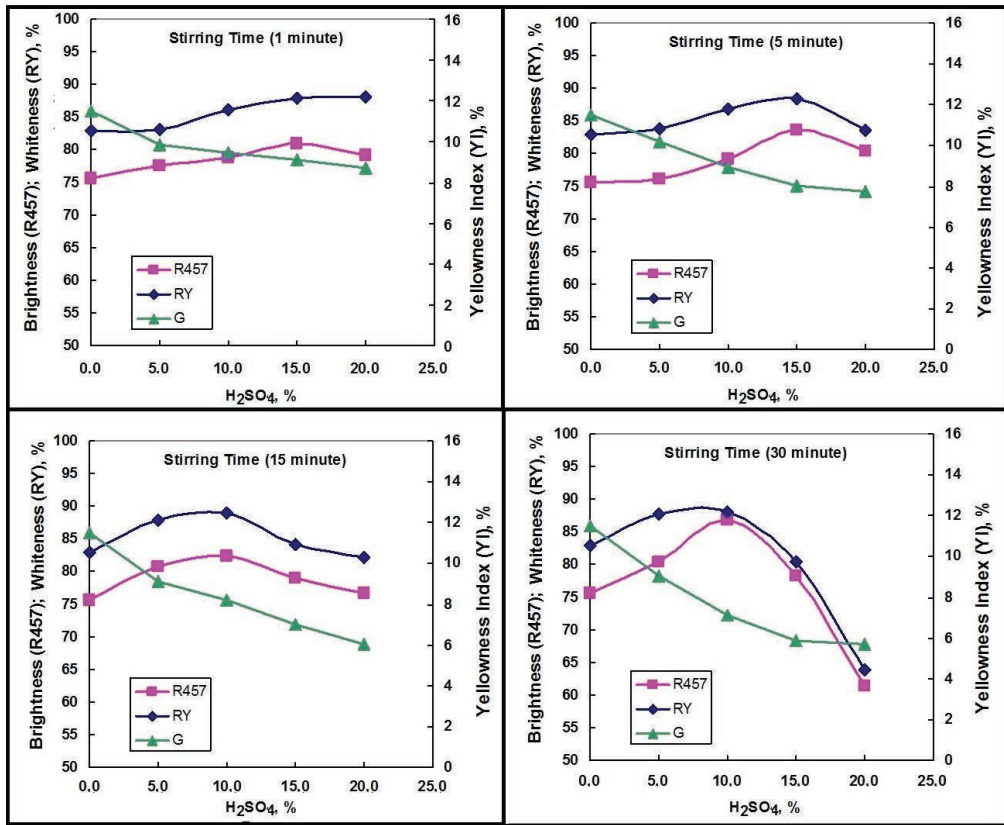 Stirring Time (1 minute)
Brightness (R457); Whiteness (RY), %
100
95
90
85
80
75
70
65
60
55
50
16
14
12
10
8
6
4
2
0
Yellowness Index (YI), %
R457
RY
G
0.0 5.0 10.0 15.0 20.0 25.0
H₂SO₄, %
Stirring Time (5 minute)
Brightness (R457); Whiteness (RY), %
100
95
90
85
80
75
70
65
60
55
50
16
14
12
10
8
6
4
2
0
Yellowness Index (YI), %
R457
RY
G
0.0 5.0 10.0 15.0 20.0 25.0
H₂SO₄, %
Stirring Time (15 minute)
Brightness (R457); Whiteness (RY), %
100
95
90
85
80
75
70
65
60
55
50
16
14
12
10
8
6
4
2
0
Yellowness Index (YI), %
R457
RY
G
0.0 5.0 10.0 15.0 20.0 25.0
H₂SO₄, %
Stirring Time (30 minute)
Brightness (R457); Whiteness (RY), %
100
95
90
85
80
75
70
65
60
55
50
16
14
12
10
8
6
4
2
0
Yellowness Index (YI), %
R457
RY
G
0.0 5.0 10.0 15.0 20.0 25.0
H₂SO₄, %